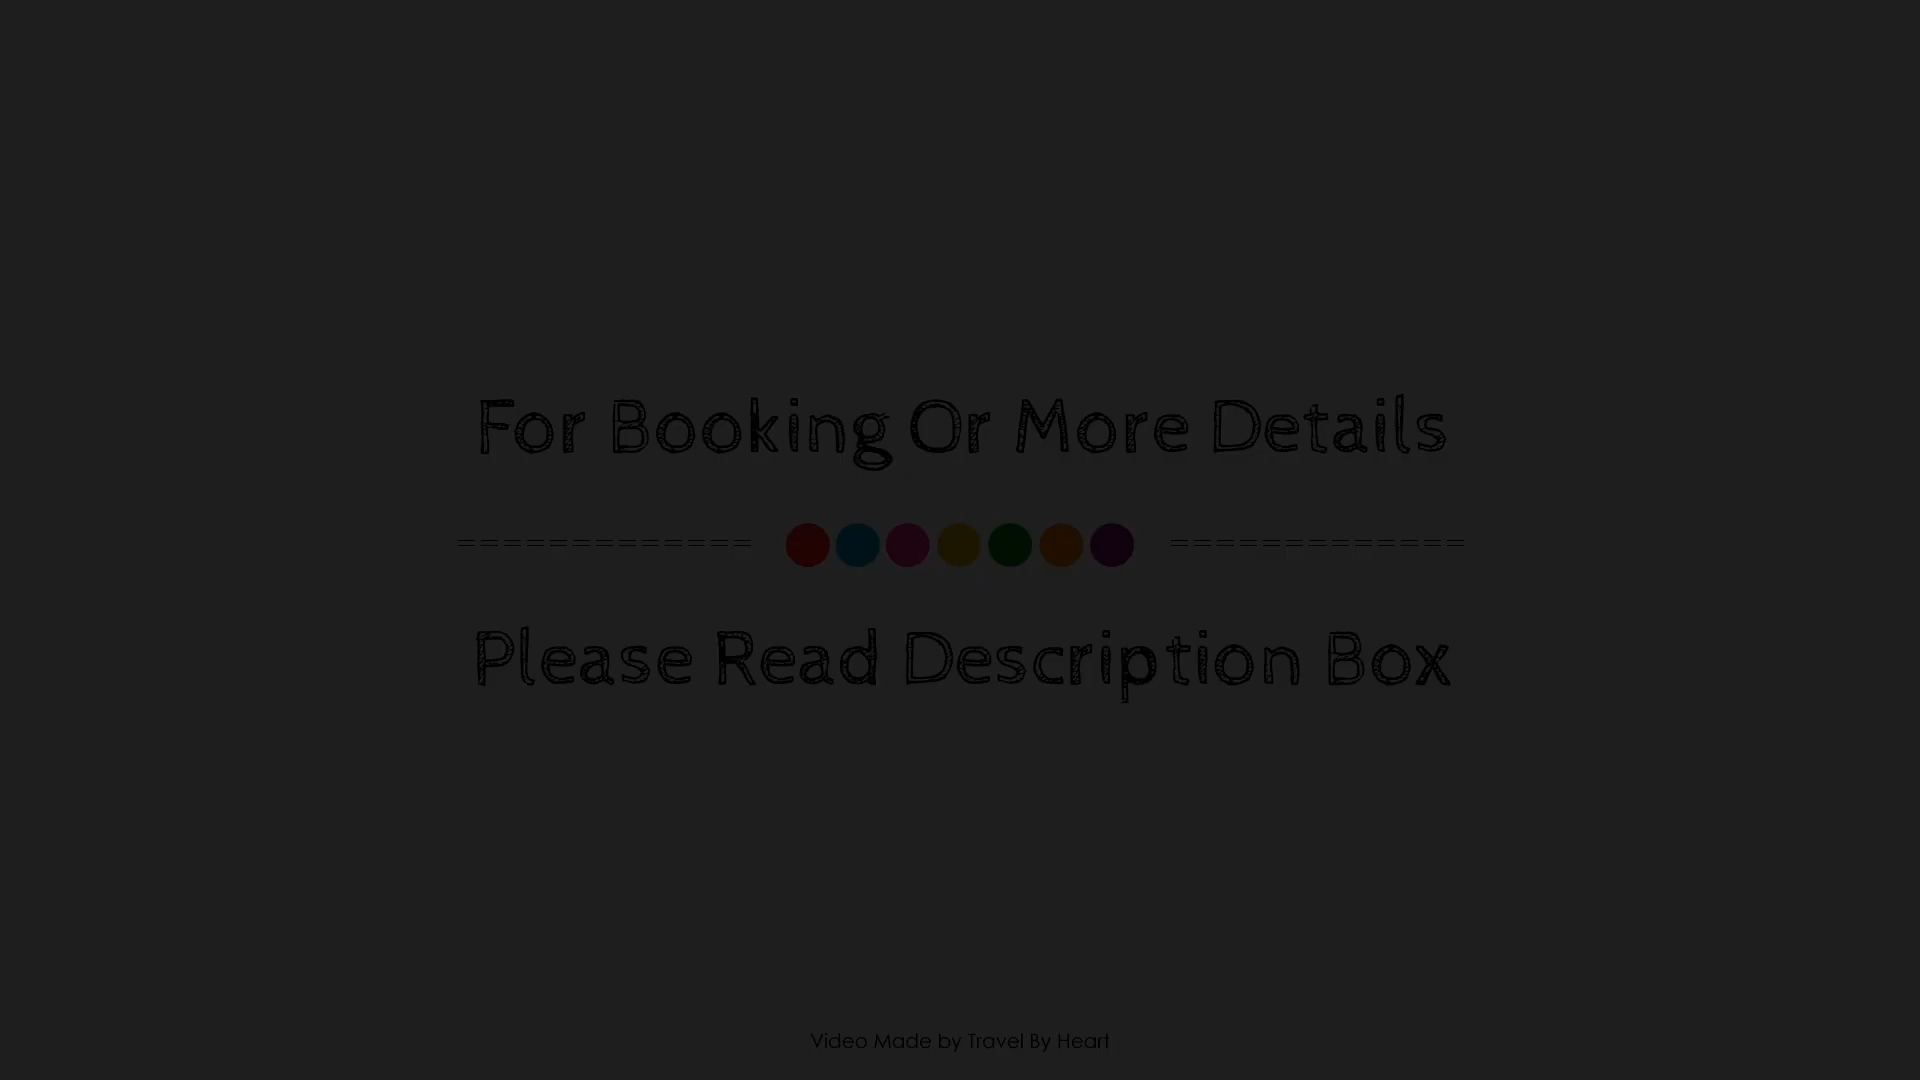 For Booking Or More Details
============= =============
Please Read Description Box
Video Made by Travel By Heart